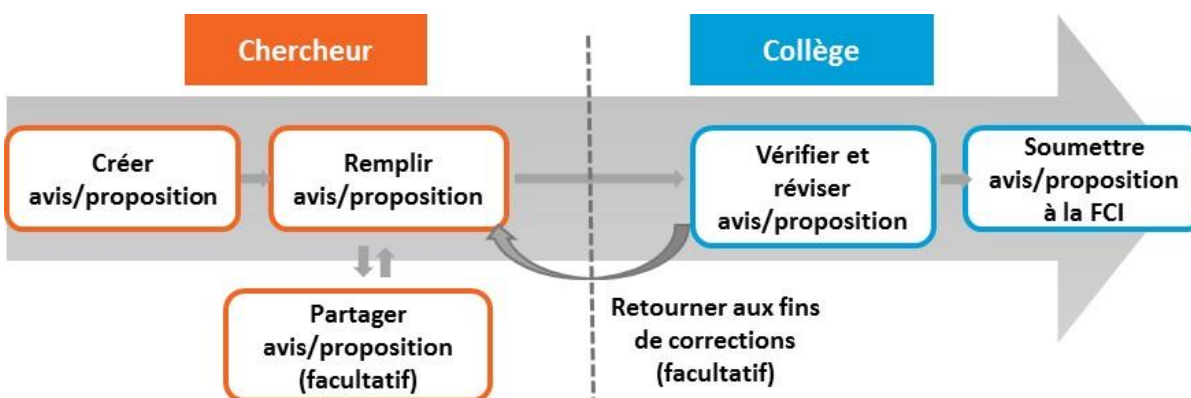 Chercheur
Collège
Créer
avis/proposition
Remplir
avis/proposition
Vérifier et
réviser
avis/proposition
Soumettre
avis/proposition
à la FCI
Partager
avis/proposition
(facultatif)
Retourner aux fins
de corrections
(facultatif)